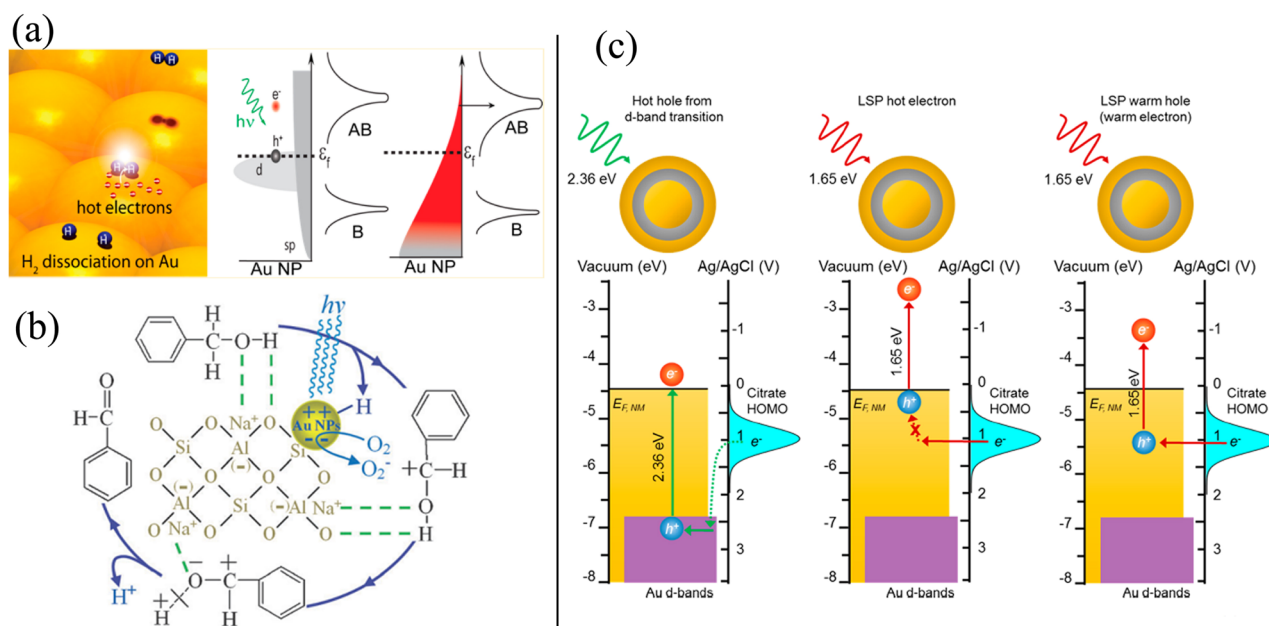 (a)
H H
H H
hot electrons
H H
H₂ dissociation on Au
hν
e⁻
h⁺
d
sp
Au NP
AB
εf
B
Au NP
AB
B
(b)
hv
H
C O H
H
O
C
H
Na⁺ O
++
Au NPs
--
H
O₂
O₂⁻
O O Si
Si Al
(-)
O O O O
(-) Al Si (-) Al Na⁺
O Na⁺ O O O
+ C H
O
H
- +
O C
H
+
H
H⁺
(c)
Hot hole from
d-band transition
2.36 eV
Vacuum (eV) Ag/AgCl (V)
-3
-4
-5
-6
-7
-8
e-
EF, NM
2.36 eV
h+
-1
0
1
2
3
Citrate
HOMO
e-
Au d-bands
LSP hot electron
1.65 eV
Vacuum (eV) Ag/AgCl (V)
-3
-4
-5
-6
-7
-8
e-
1.65 eV
EF, NM
h+
x
-1
0
1
2
3
Citrate
HOMO
e-
Au d-bands
LSP warm hole
(warm electron)
1.65 eV
Vacuum (eV) Ag/AgCl (V)
-3
-4
-5
-6
-7
-8
e-
1.65 eV
EF, NM
h+
-1
0
1
2
3
Citrate
HOMO
e-
Au d-bands